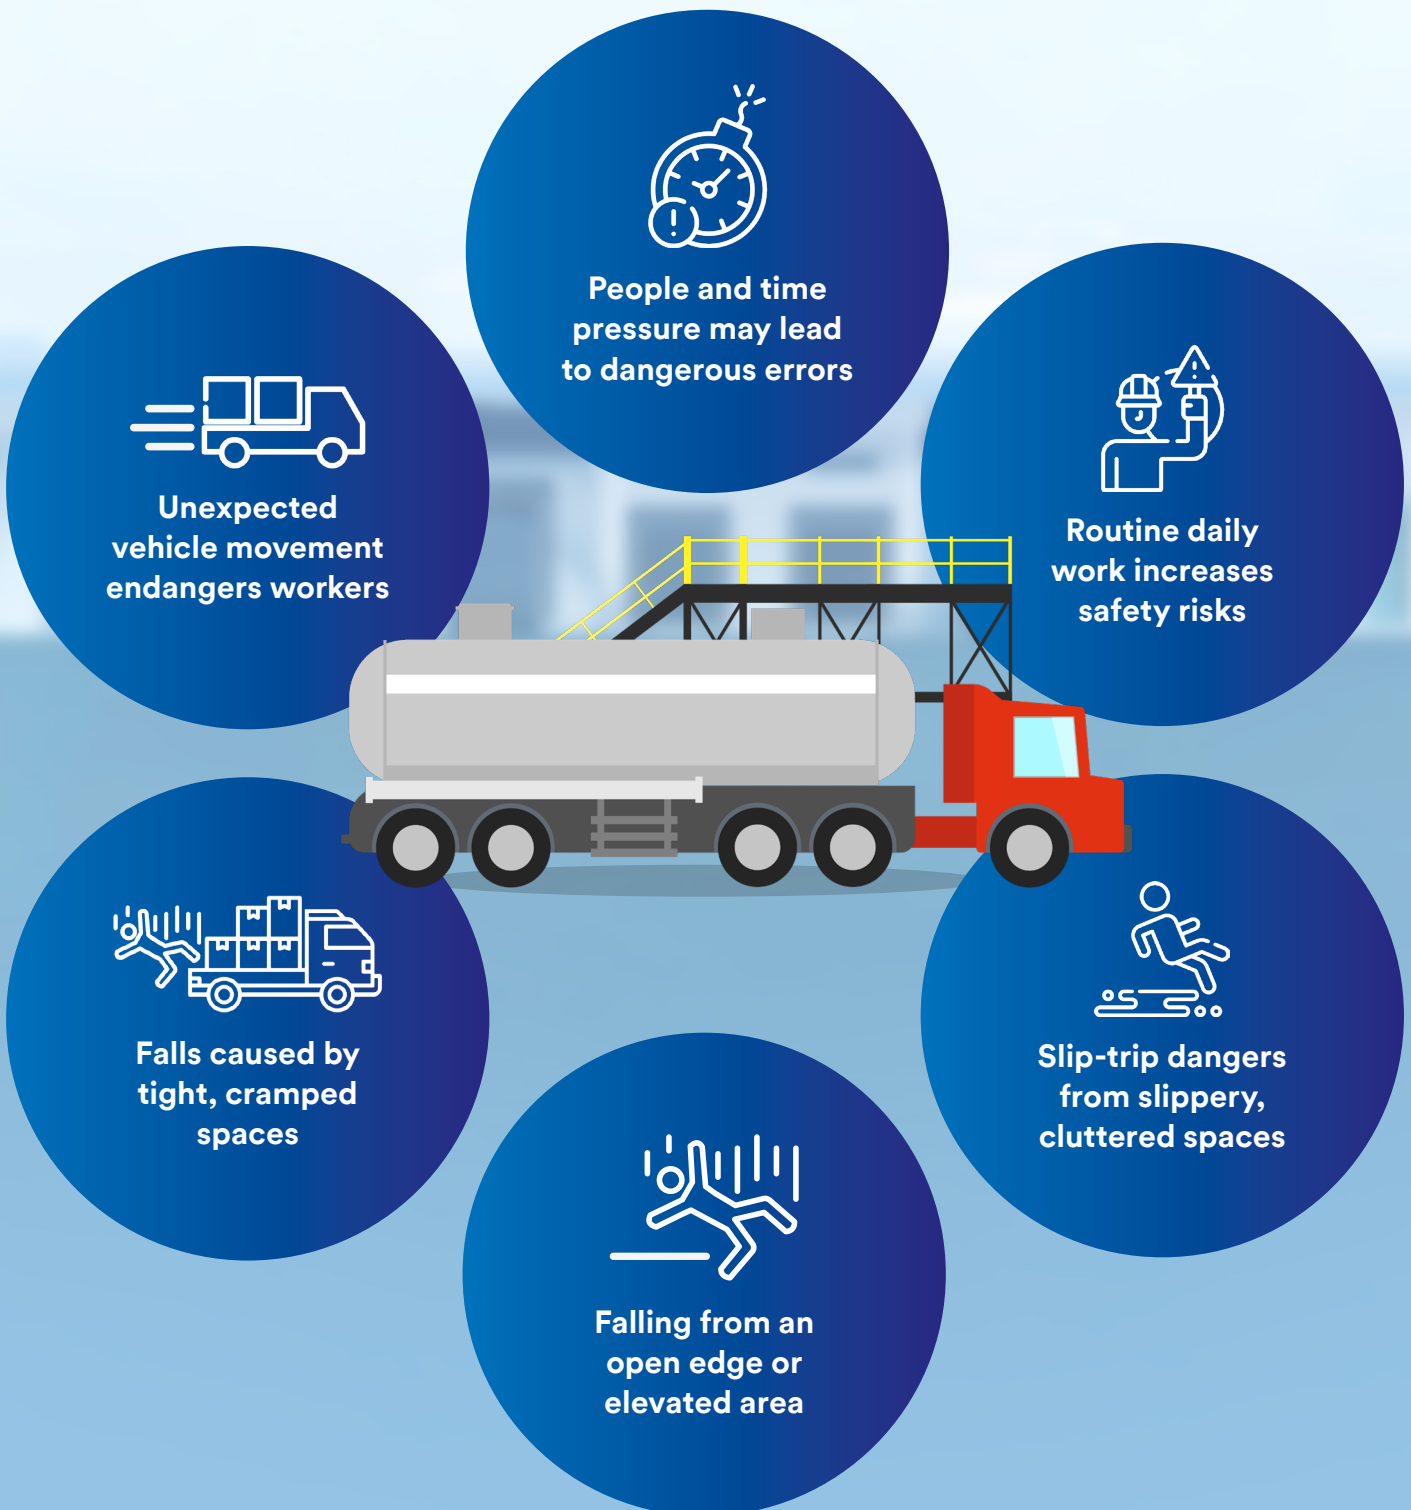 People and time
pressure may lead
to dangerous errors
Unexpected
vehicle movement
endangers workers
Routine daily
work increases
safety risks
Falls caused by
tight, cramped
spaces
Slip-trip dangers
from slippery,
cluttered spaces
Falling from an
open edge or
elevated area